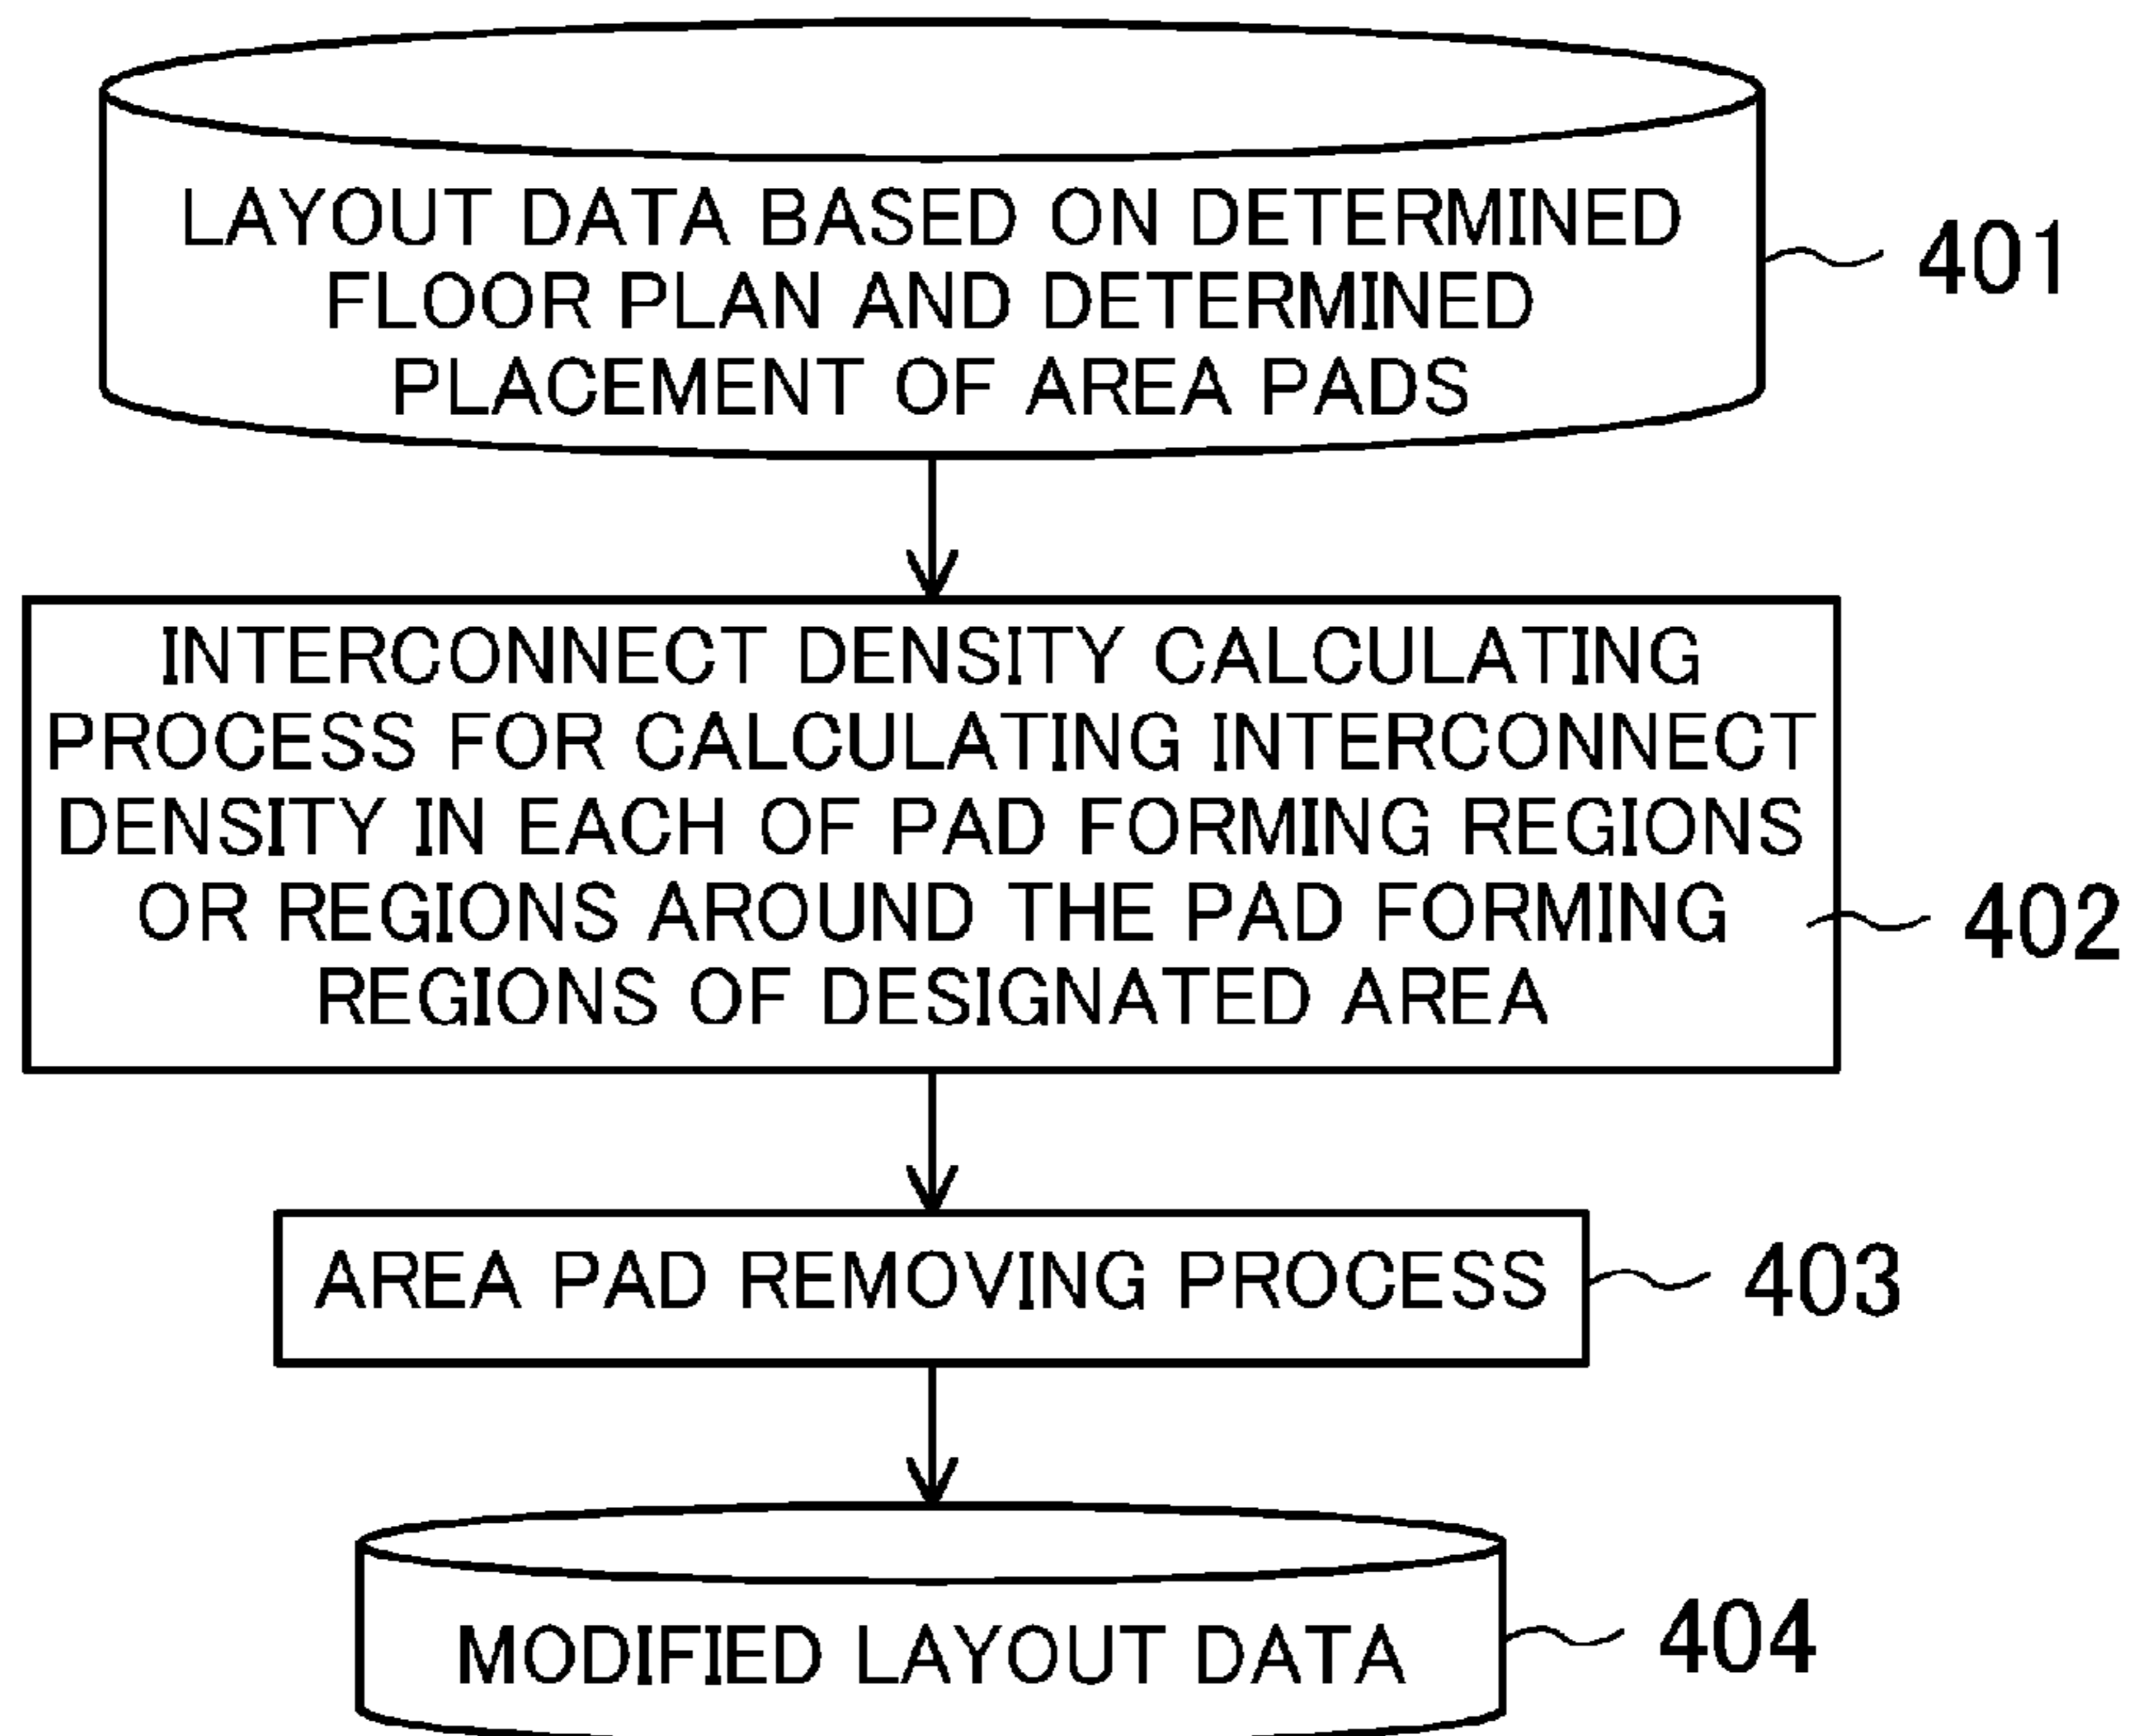 LAYOUT DATA BASED ON DETERMINED
FLOOR PLAN AND DETERMINED
PLACEMENT OF AREA PADS
401
INTERCONNECT DENSITY CALCULATING
PROCESS FOR CALCULATING INTERCONNECT
DENSITY IN EACH OF PAD FORMING REGIONS
OR REGIONS AROUND THE PAD FORMING
REGIONS OF DESIGNATED AREA
402
AREA PAD REMOVING PROCESS
403
MODIFIED LAYOUT DATA
404